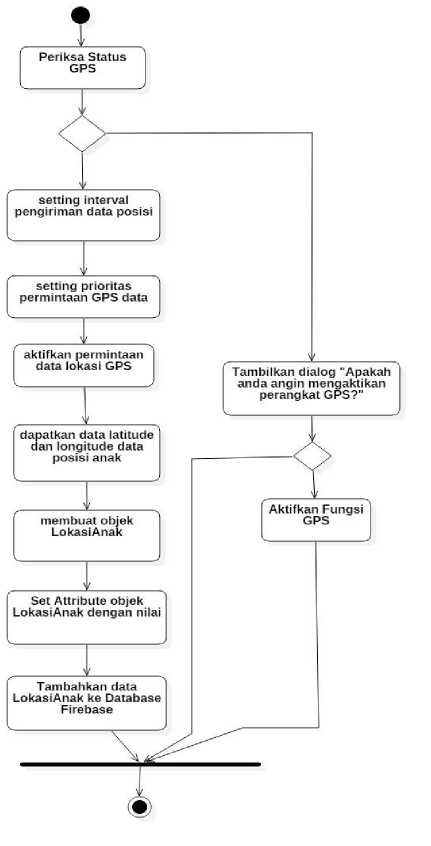 Periksa Status
GPS
setting interval
pengiriman data posisi
setting prioritas
permintaan GPS data
aktifkan permintaan
data lokasi GPS
Tambilkan dialog "Apakah
anda angin mengaktikan
perangkat GPS?"
dapatkan data latitude
dan longitude data
posisi anak
Aktifkan Fungsi
GPS
membuat objek
LokasiAnak
Set Attribute objek
LokasiAnak dengan nilai
Tambahkan data
LokasiAnak ke Database
Firebase